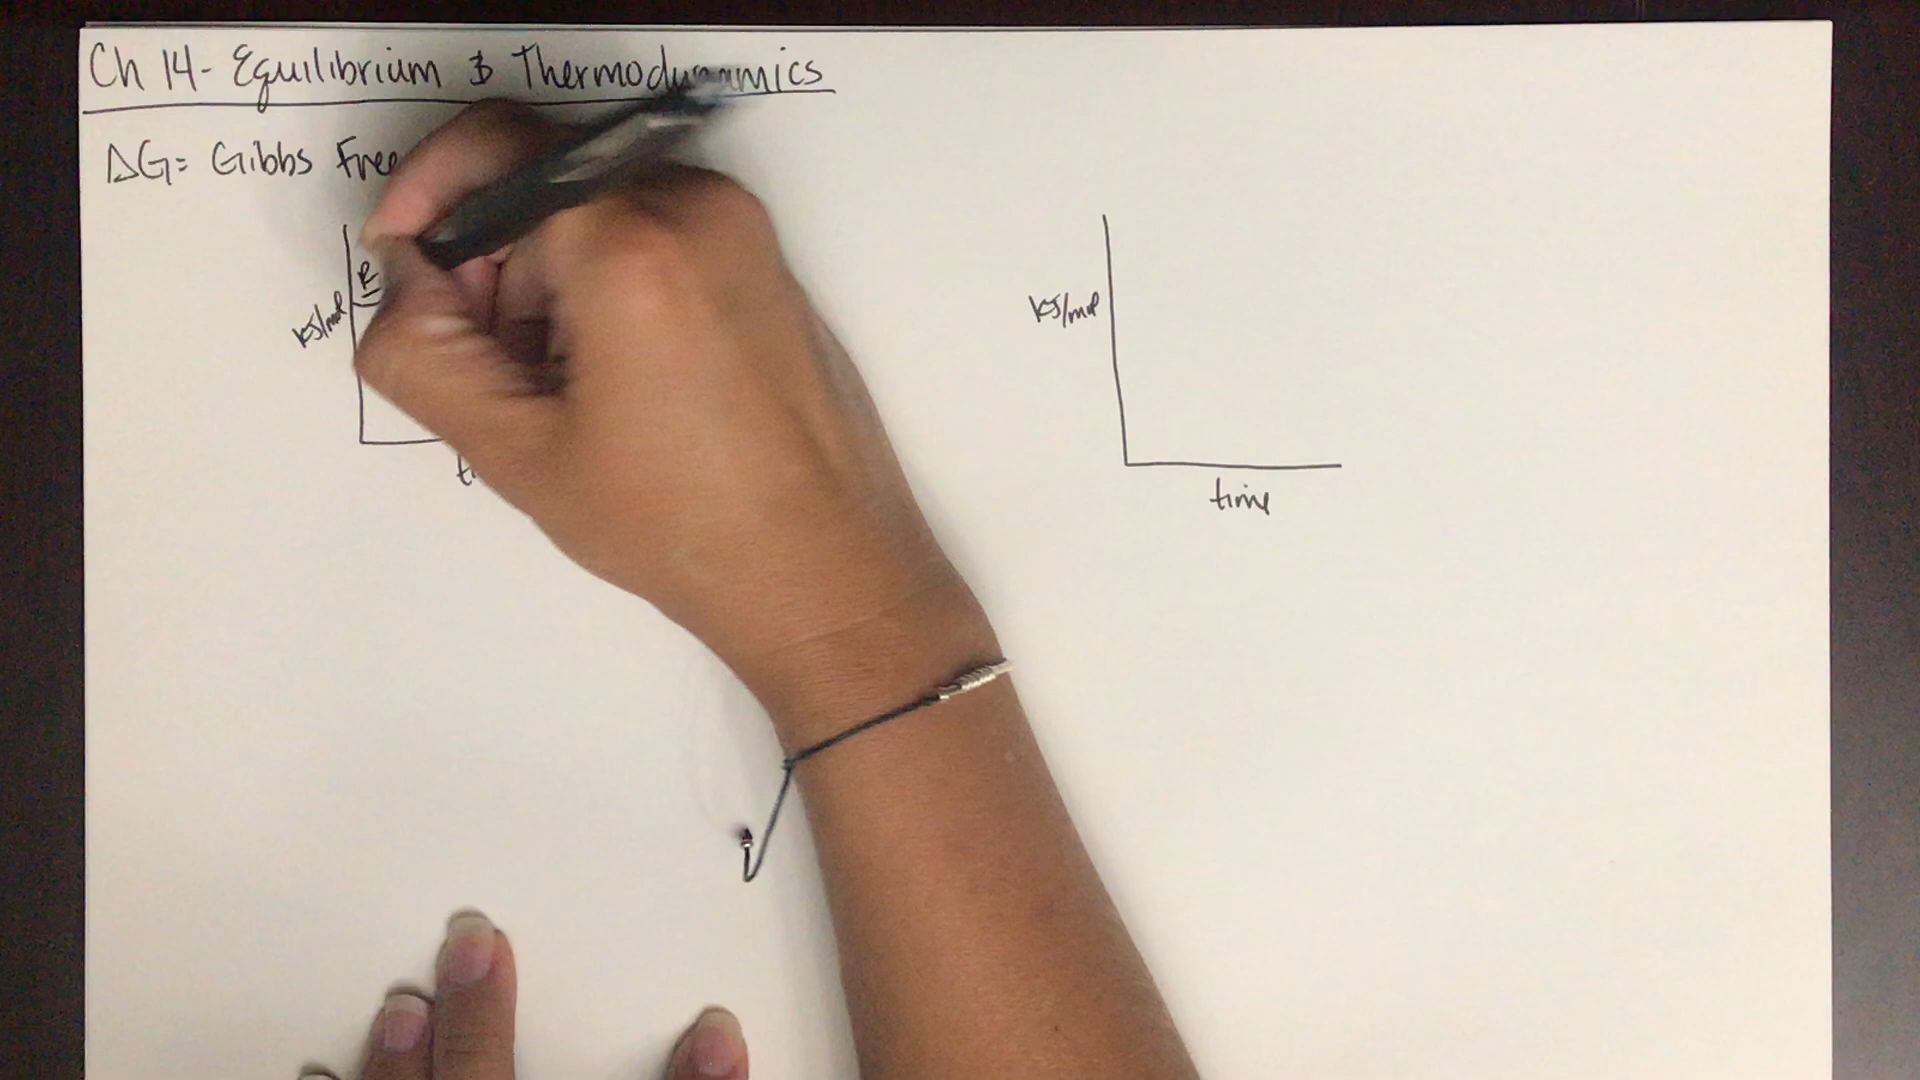 Ch 14- Equilibrium & Thermodynamics
ΔG= Gibbs Free
R
kJ/mol
kJ/mol
time